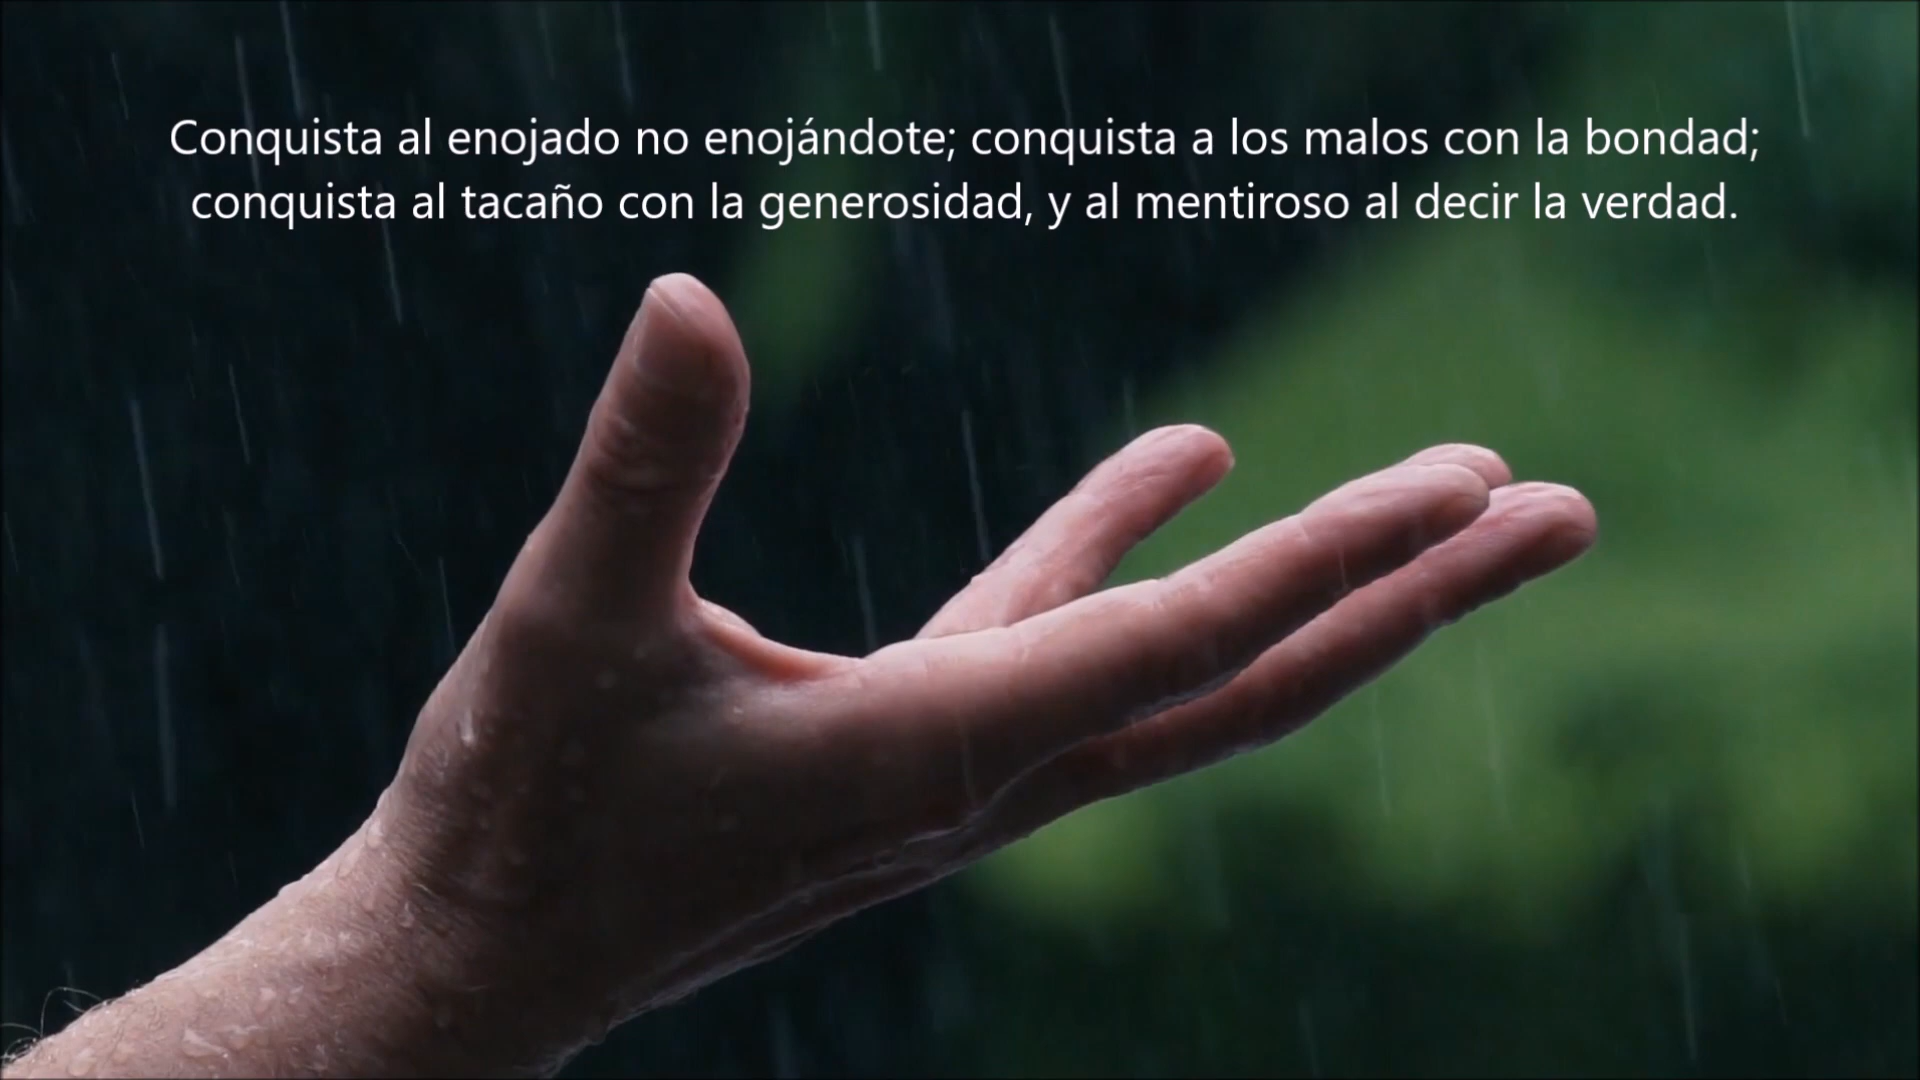 Conquista al enojado no enojándote; conquista a los malos con la bondad;
conquista al tacaño con la generosidad, y al mentiroso al decir la verdad.